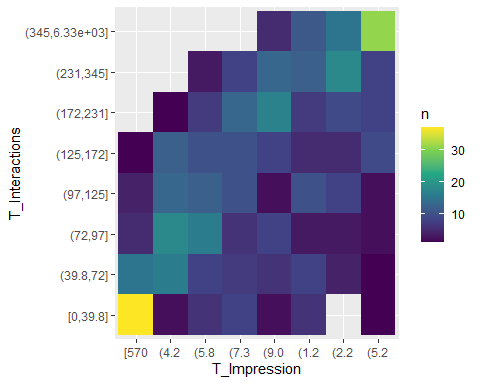 (345,6.33e+03]
(231,345]
(172,231]
(125,172]
(97,125]
(72,97]
(39.8,72]
[0,39.8]
T_Interactions
[570 (4.2 (5.8 (7.3 (9.0 (1.2 (2.2 (5.2
T_Impression
n
30
20
10